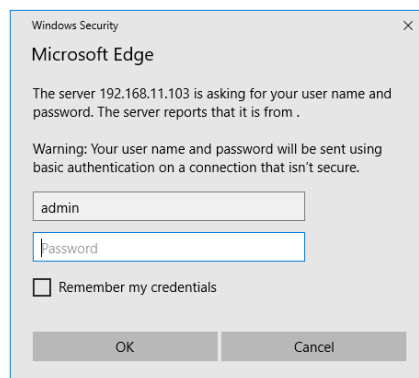 Windows Security
Microsoft Edge
The server 192.168.11.103 is asking for your user name and
password. The server reports that it is from .
Warning: Your user name and password will be sent using
basic authentication on a connection that isn’t secure.
admin
Password
Remember my credentials
OK Cancel